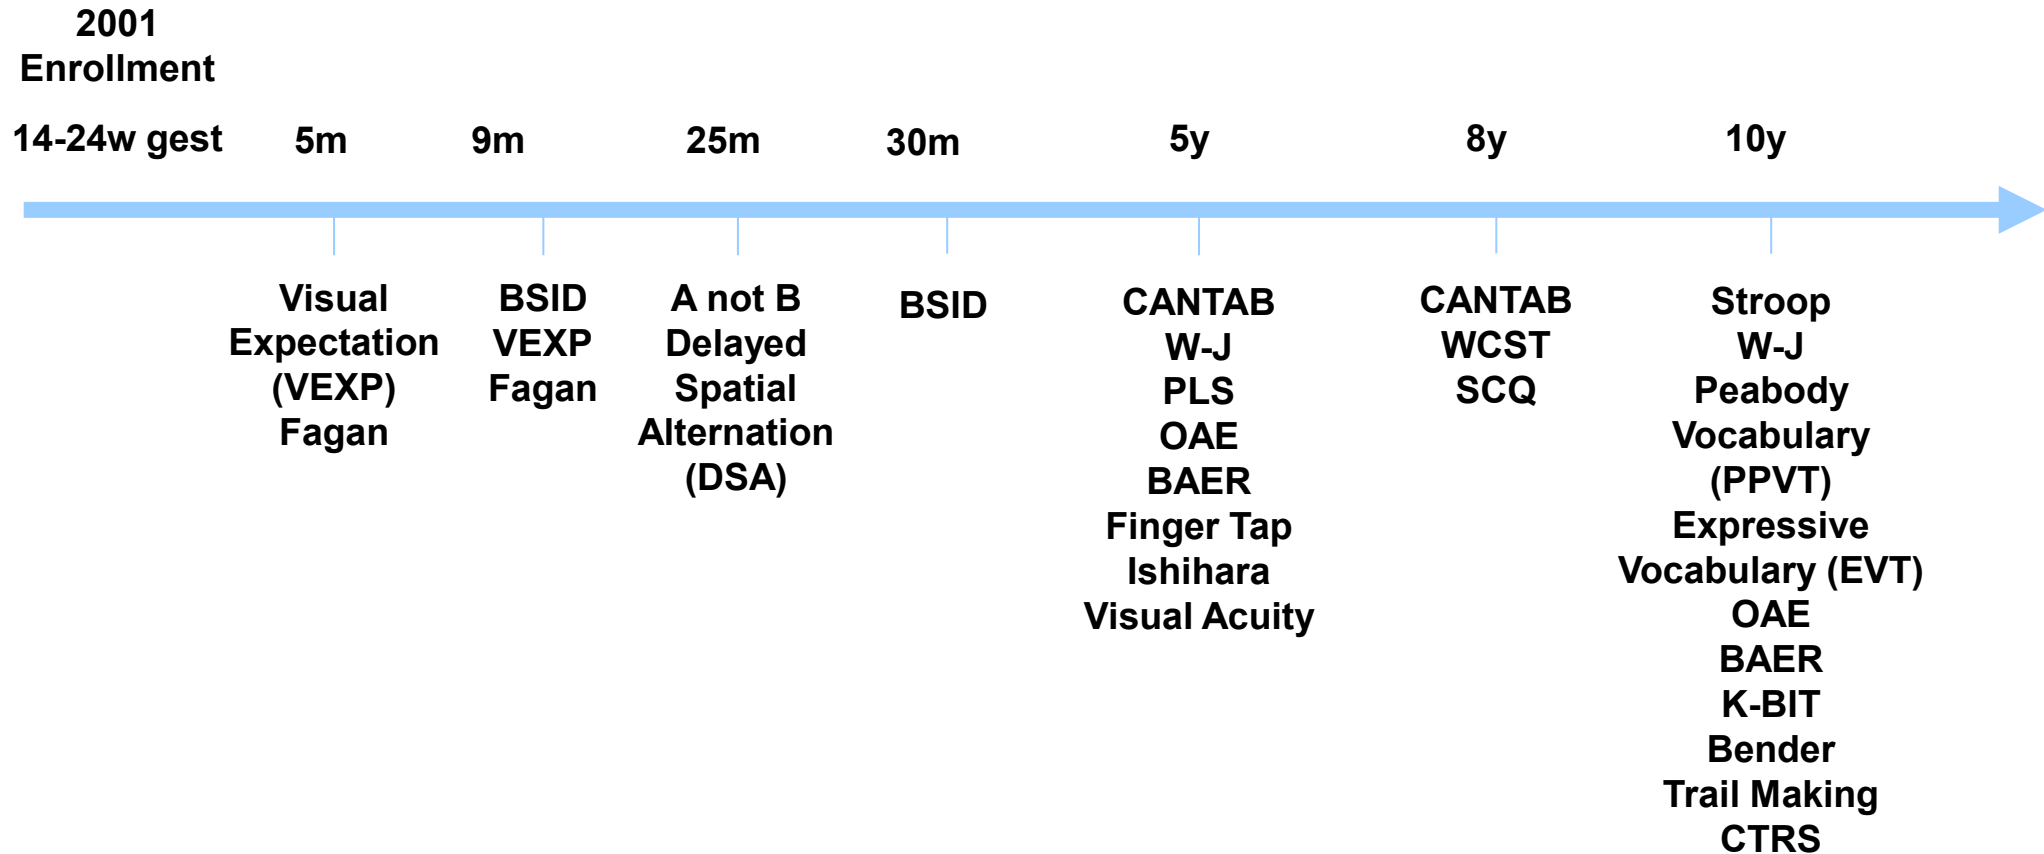 2001
Enrollment
14-24w gest
5m
9m
25m
30m
5y
8y
10y
Visual
Expectation
(VEXP)
Fagan
BSID
VEXP
Fagan
A not B
Delayed
Spatial
Alternation
(DSA)
BSID
CANTAB
W-J
PLS
OAE
BAER
Finger Tap
Ishihara
Visual Acuity
CANTAB
WCST
SCQ
Stroop
W-J
Peabody
Vocabulary
(PPVT)
Expressive
Vocabulary (EVT)
OAE
BAER
K-BIT
Bender
Trail Making
CTRS